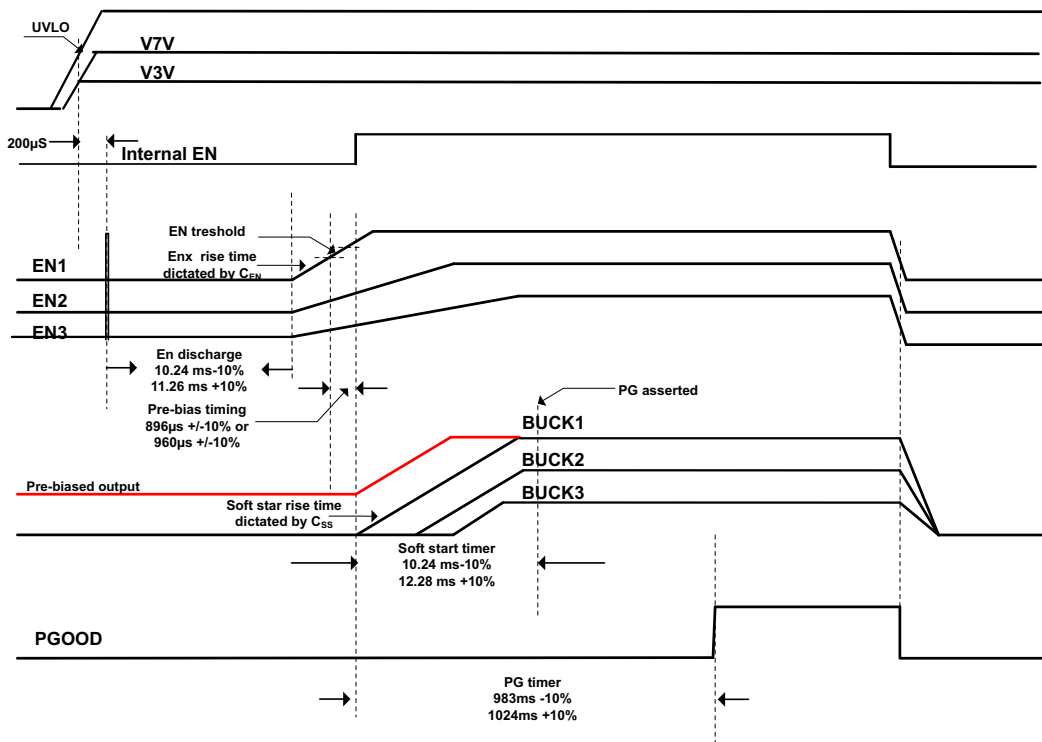 UVLO
V7V
V3V
200µS
Internal EN
EN treshold
Enx rise time
dictated by CEN
EN1
EN2
EN3
En discharge
10.24 ms-10%
11.26 ms +10%
Pre-bias timing
896µs +/-10% or
960µs +/-10%
PG asserted
BUCK1
BUCK2
BUCK3
Pre-biased output
Soft star rise time
dictated by CSS
Soft start timer
10.24 ms-10%
12.28 ms +10%
PGOOD
PG timer
983ms -10%
1024ms +10%